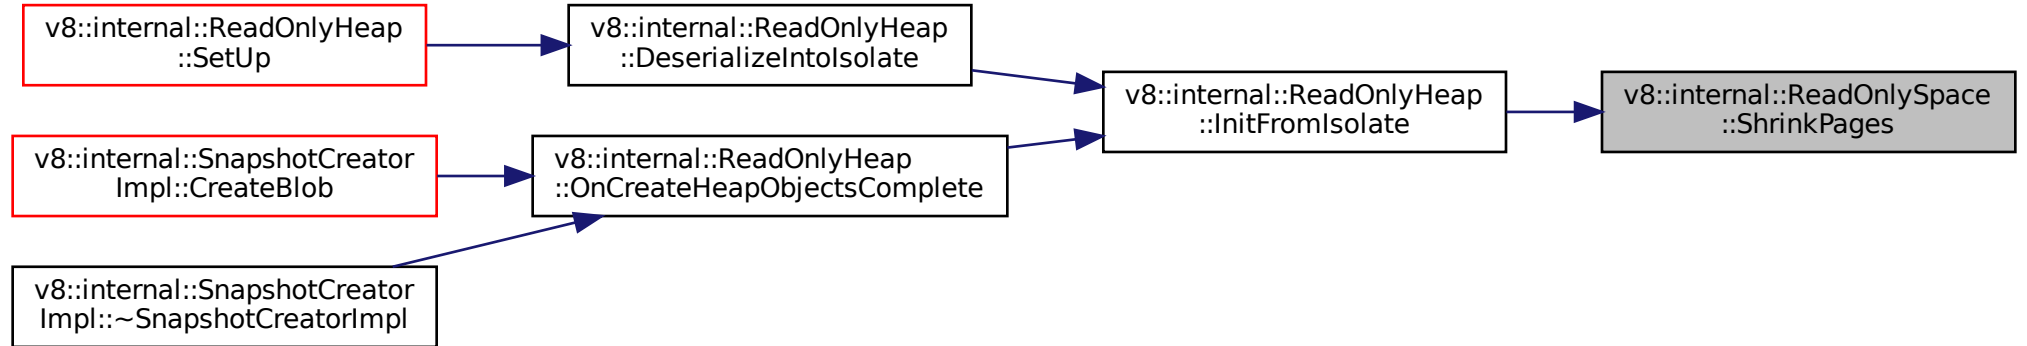 v8::internal::ReadOnlyHeap
::SetUp
v8::internal::ReadOnlyHeap
::DeserializeIntoIsolate
v8::internal::ReadOnlyHeap
::InitFromIsolate
v8::internal::ReadOnlySpace
::ShrinkPages
v8::internal::SnapshotCreator
Impl::CreateBlob
v8::internal::ReadOnlyHeap
::OnCreateHeapObjectsComplete
v8::internal::SnapshotCreator
Impl::~SnapshotCreatorImpl